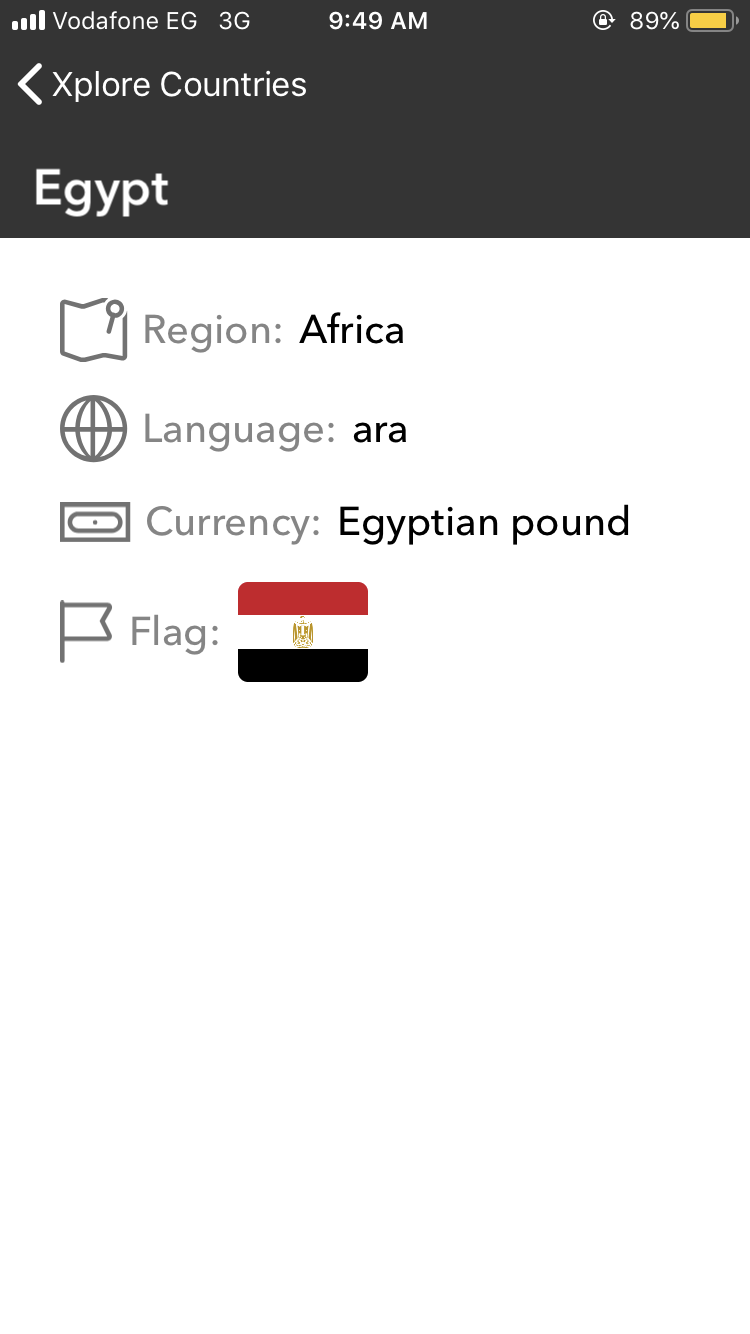 Vodafone EG 3G 9:49 AM 89%
Xplore Countries
Egypt
Region: Africa
Language: ara
Currency: Egyptian pound
Flag: